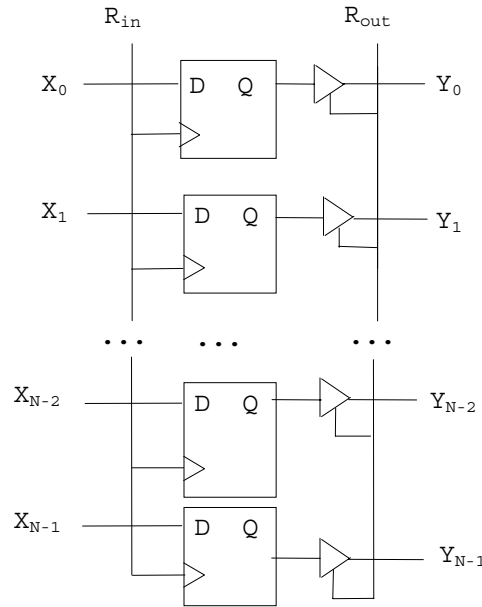 R_in R_out
X_0 D Q Y_0
X_1 D Q Y_1
... ... ...
X_N-2 D Q Y_N-2
X_N-1 D Q Y_N-1